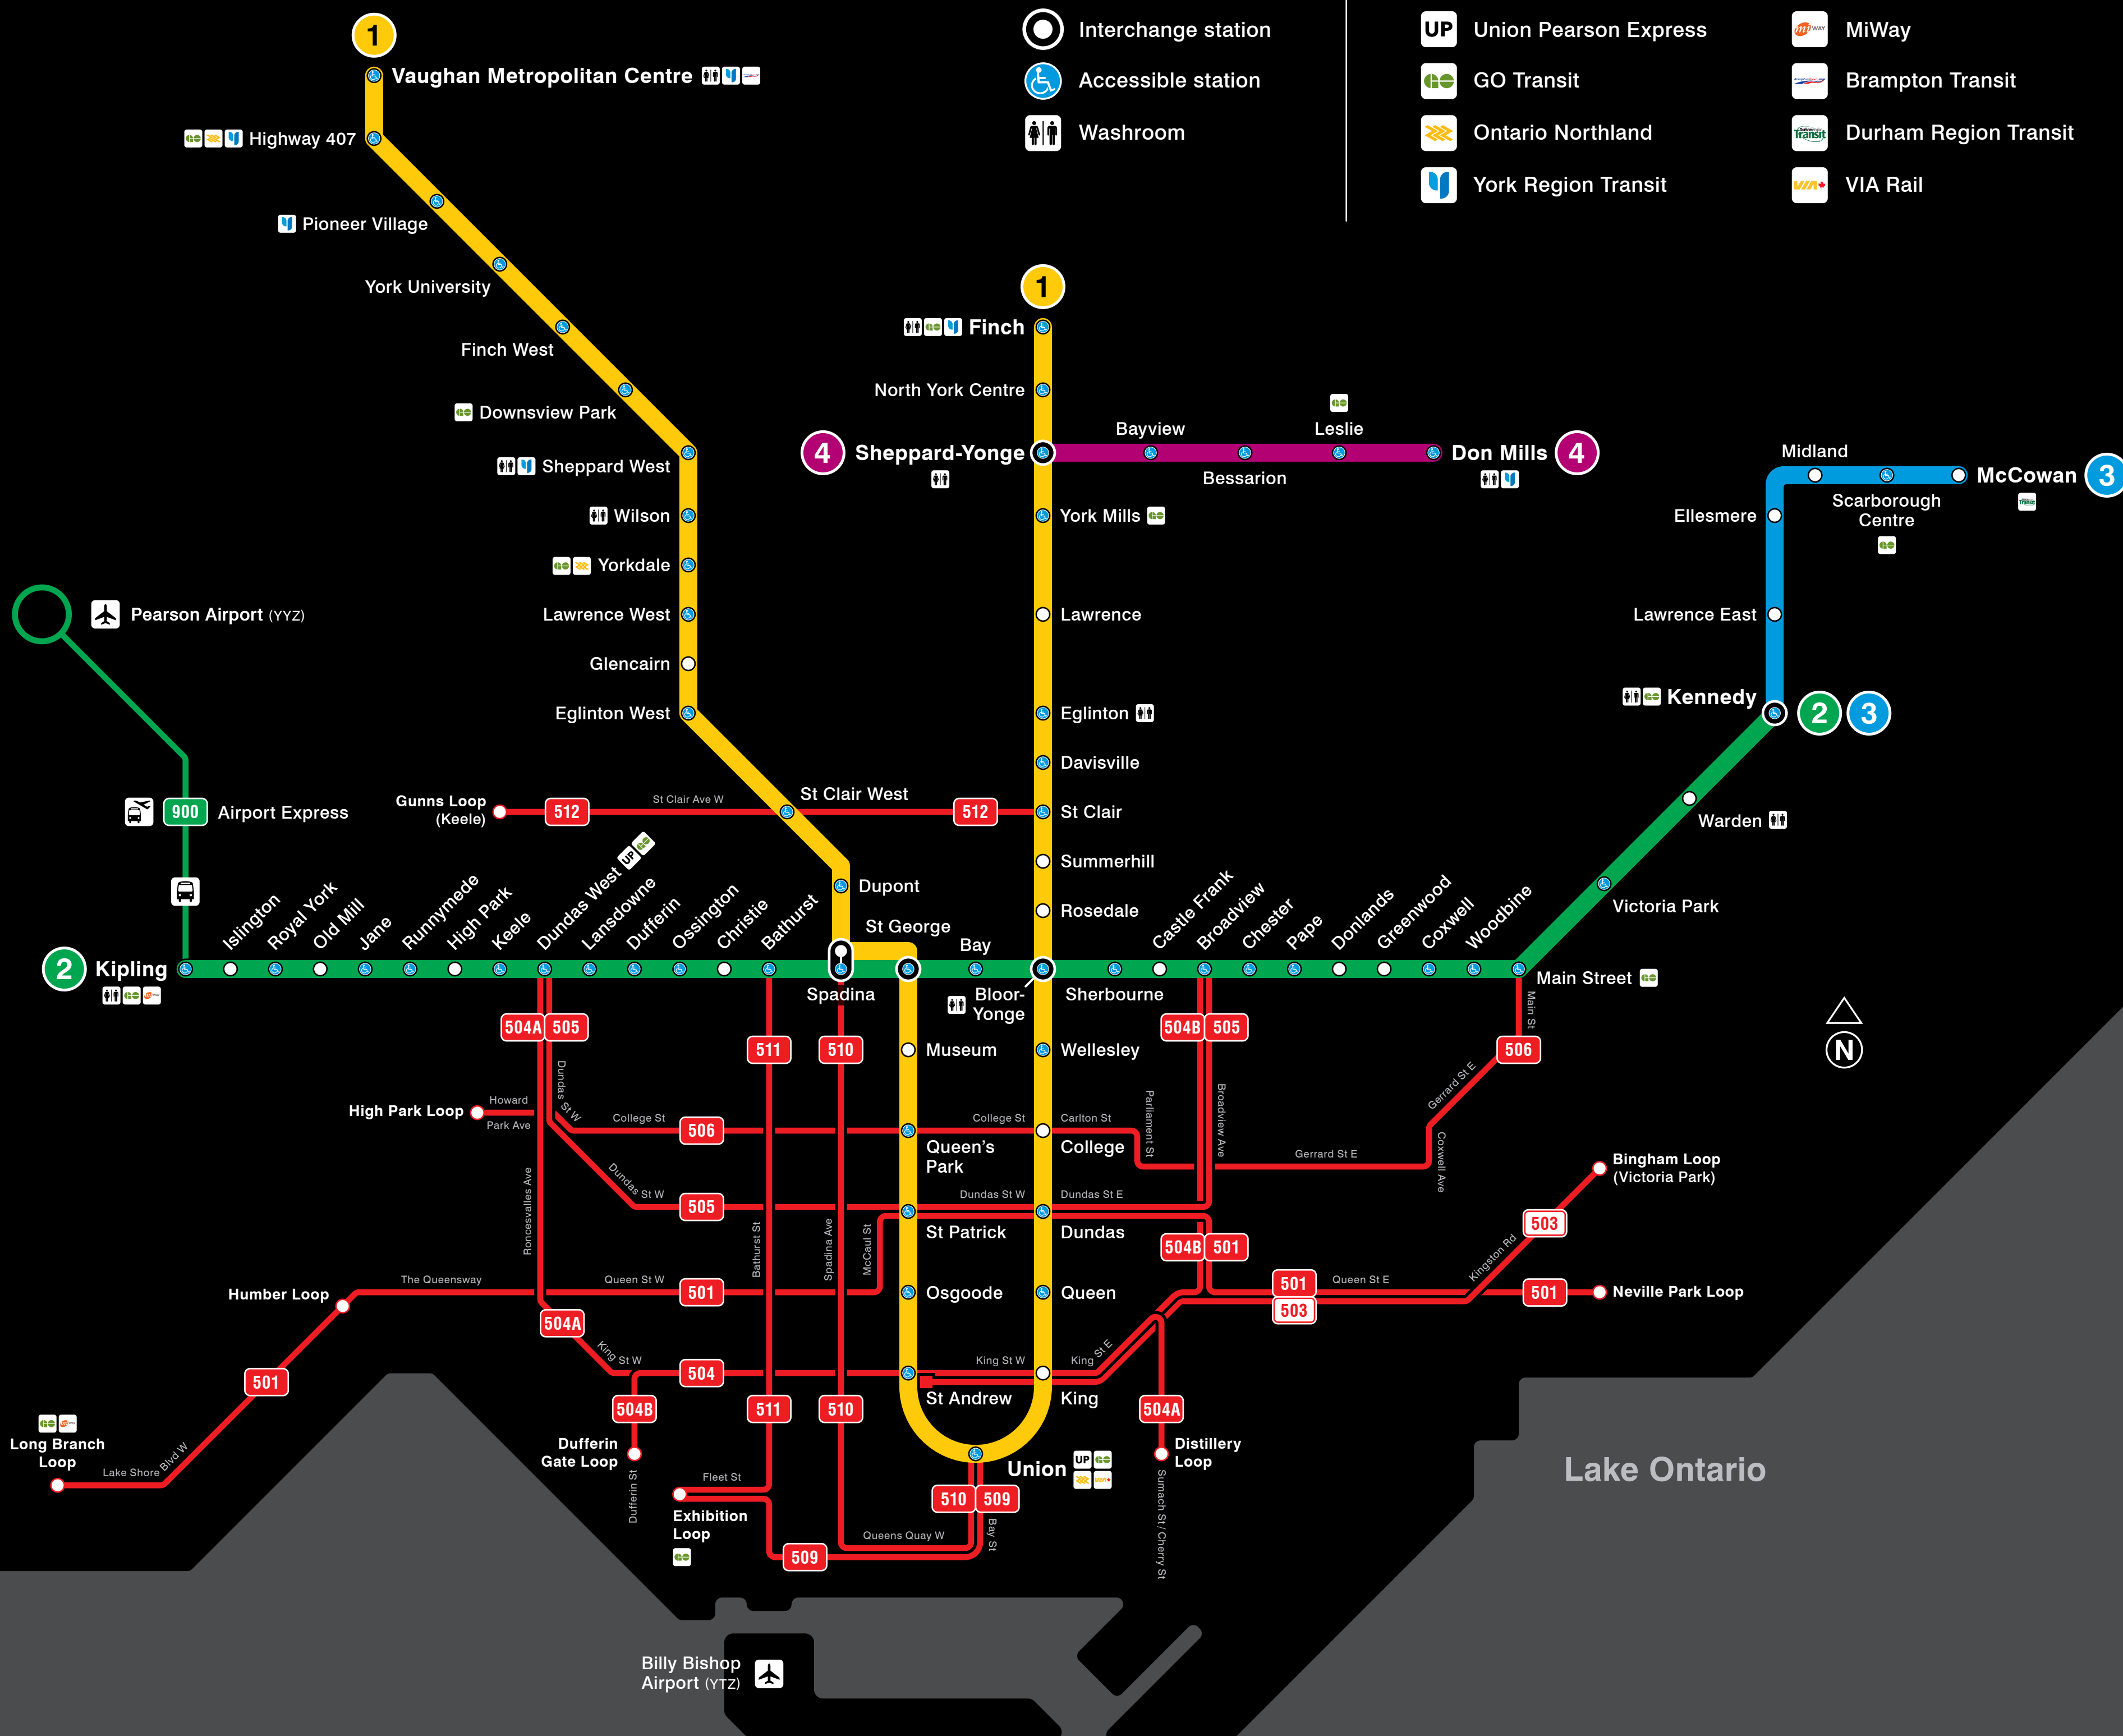 1
Vaughan Metropolitan Centre
Highway 407
Pioneer Village
York University
Finch West
Downsview Park
Sheppard West
Wilson
Yorkdale
Lawrence West
Glencairn
Eglinton West
St Clair West
Dupont
St George
Spadina
Interchange station
Accessible station
Washroom
UP
Union Pearson Express
GO Transit
Ontario Northland
York Region Transit
MiWay
Brampton Transit
Durham Region Transit
VIA Rail
1
Finch
North York Centre
4
Sheppard-Yonge
Bayview
Bessarion
Leslie
Don Mills
4
York Mills
Lawrence
Eglinton
Davisville
St Clair
Summerhill
Rosedale
Bay
Bloor-
Yonge
Midland
Scarborough
Centre
McCowan
3
Ellesmere
Lawrence East
Kennedy
2
3
Warden
Victoria Park
Main Street
Pearson Airport (YYZ)
900
Airport Express
Gunns Loop
(Keele)
512
St Clair Ave W
512
2
Kipling
Islington
Royal York
Old Mill
Jane
Runnymede
High Park
Keele
Dundas West
UP
Lansdowne
Dufferin
Ossington
Christie
Bathurst
Sherbourne
Castle Frank
Broadview
Chester
Pape
Donlands
Greenwood
Coxwell
Woodbine
N
504A
505
511
510
Museum
Wellesley
504B
505
Main St
506
High Park Loop
Howard
Park Ave
Dundas St W
College St
506
College St
Carlton St
Queen's
Park
College
Parliament St
Broadview Ave
Gerrard St E
Coxwell Ave
Gerrard St E
Bingham Loop
(Victoria Park)
Roncesvalles Ave
Dundas St W
505
Dundas St W
Dundas St E
St Patrick
Dundas
Bathurst St
Spadina Ave
McCaul St
504B
501
503
Kingston Rd
Humber Loop
The Queensway
Queen St W
501
Osgoode
Queen
501
503
Queen St E
501
Neville Park Loop
504A
King St W
504
King St W
King St E
St Andrew
King
501
504B
511
510
504A
Long Branch
Loop
Lake Shore Blvd W
Dufferin
Gate Loop
Dufferin St
Distillery
Loop
Sumach St / Cherry St
Union
UP
Fleet St
Exhibition
Loop
510
509
Bay St
Queens Quay W
509
Lake Ontario
Billy Bishop
Airport (YTZ)